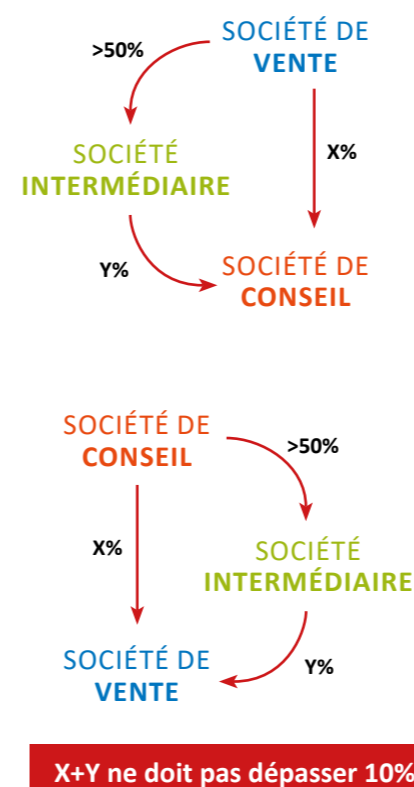 SOCIÉTÉ DE
VENTE
>50%
SOCIÉTÉ
INTERMÉDIAIRE
X%
Y%
SOCIÉTÉ DE
CONSEIL
SOCIÉTÉ DE
CONSEIL
>50%
X%
SOCIÉTÉ
INTERMÉDIAIRE
SOCIÉTÉ DE
VENTE
Y%
X+Y ne doit pas dépasser 10%